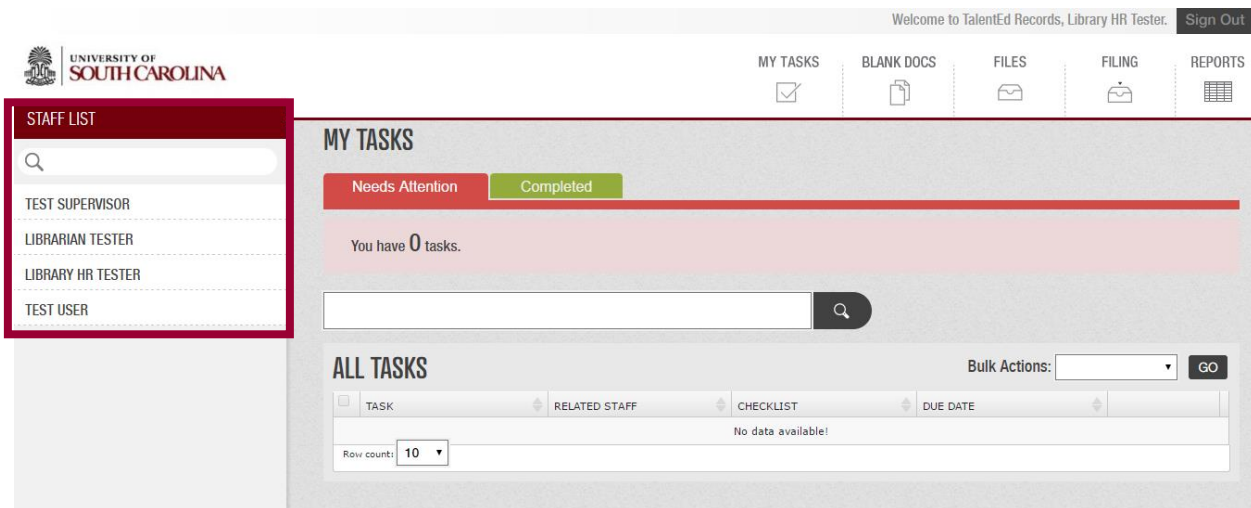 Welcome to TalentEd Records, Library HR Tester. Sign Out
UNIVERSITY OF
SOUTH CAROLINA
MY TASKS BLANK DOCS FILES FILING REPORTS
STAFF LIST
TEST SUPERVISOR
LIBRARIAN TESTER
LIBRARY HR TESTER
TEST USER
MY TASKS
Needs Attention Completed
You have 0 tasks.
ALL TASKS Bulk Actions: GO
TASK RELATED STAFF CHECKLIST DUE DATE
No data available!
Row count: 10